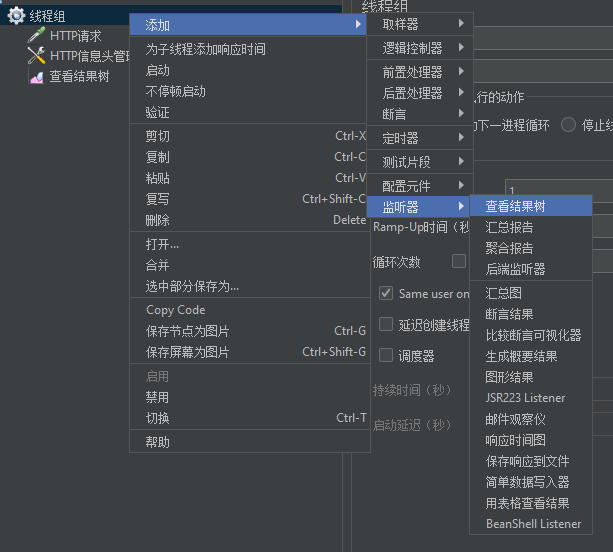 线程组
HTTP请求
HTTP信息头管
查看结果树
添加
为子线程添加响应时间
启动
不停顿启动
验证
剪切 Ctrl-X
复制 Ctrl-C
粘贴 Ctrl-V
复写 Ctrl+Shift-C
删除 Delete
打开...
合并
选中部分保存为...
Copy Code
保存节点为图片 Ctrl-G
保存屏幕为图片 Ctrl+Shift-G
启用
禁用
切换 Ctrl-T
帮助
线程组
取样器
逻辑控制器
前置处理器
后置处理器
断言
定时器
测试片段
配置元件
监听器
行的动作
下一进程循环
停止线
1
Ramp-Up时间（秒
循环次数
Same user on
延迟创建线程
调度器
持续时间（秒）
启动延迟（秒）
查看结果树
汇总报告
聚合报告
后端监听器
汇总图
断言结果
比较断言可视化器
生成概要结果
图形结果
JSR223 Listener
邮件观察仪
响应时间图
保存响应到文件
简单数据写入器
用表格查看结果
BeanShell Listener